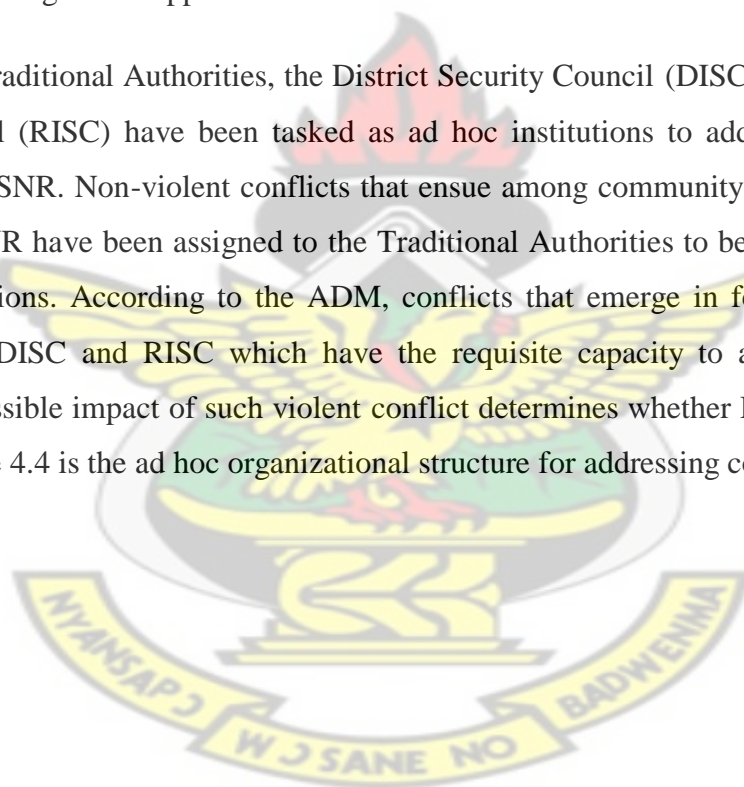 raditional Authorities, the District Security Council (DISC
l (RISC) have been tasked as ad hoc institutions to add
SNR. Non-violent conflicts that ensue among community
R have been assigned to the Traditional Authorities to be
ions. According to the ADM, conflicts that emerge in fo
DISC and RISC which have the requisite capacity to a
ssible impact of such violent conflict determines whether
4.4 is the ad hoc organizational structure for addressing co
NYANSAPƆ
WƆSANE NO
BADWENMA